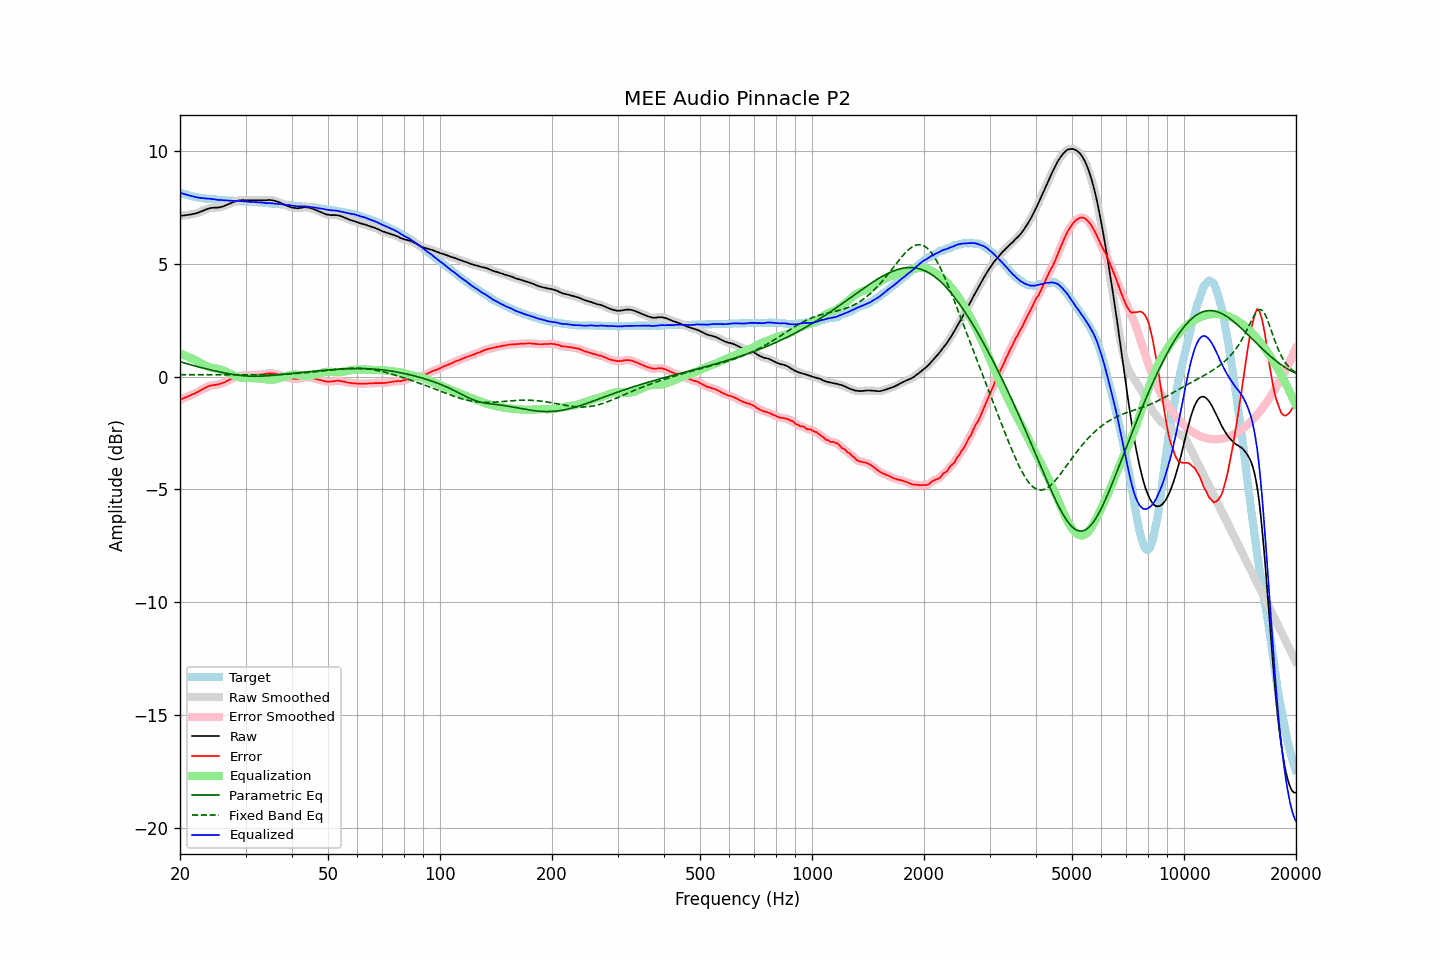 MEE Audio Pinnacle P2
Amplitude (dBr)
10
5
0
−5
−10
−15
−20
Target
Raw Smoothed
Error Smoothed
Raw
Error
Equalization
Parametric Eq
Fixed Band Eq
Equalized
20 50 100 200 500 1000 2000 5000 10000 20000
Frequency (Hz)